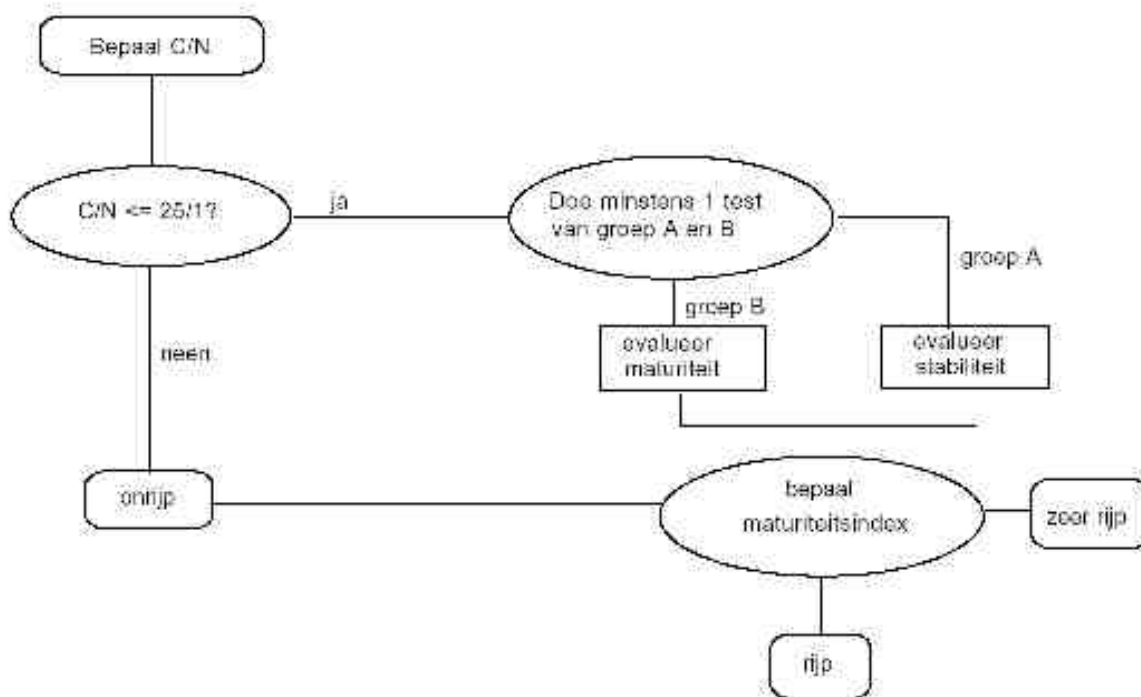 Bepaal C/N
C/N <= 25/1?
ja
Doe minstens 1 test
van groep A en B
groep A
groep B
evalueer
maturiteit
evalueer
stabiliteit
neen
onrijp
bepaal
maturiteitsindex
zeer rijp
rijp